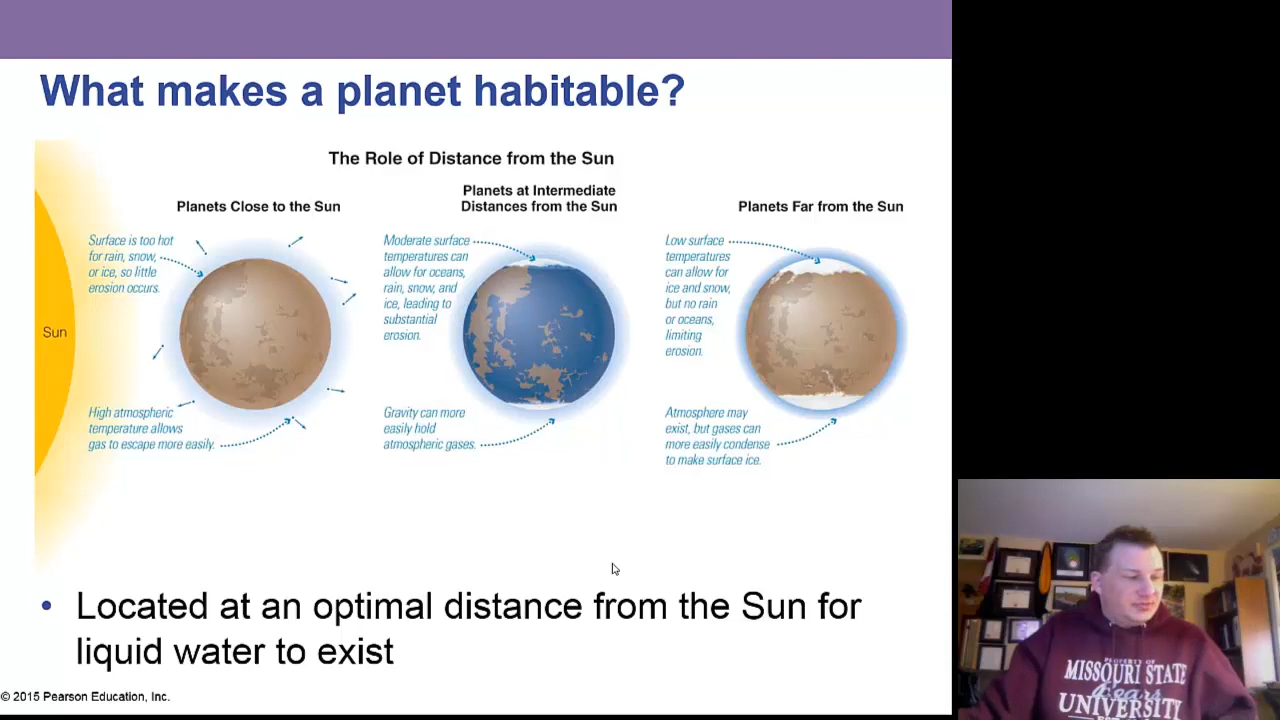 What makes a planet habitable?
The Role of Distance from the Sun
Planets Close to the Sun
Planets at Intermediate
Distances from the Sun
Planets Far from the Sun
Surface is too hot
for rain, snow,
or ice, so little
erosion occurs.
Moderate surface
temperatures can
allow for oceans,
rain, snow, and
ice, leading to
substantial
erosion.
Low surface
temperatures
can allow for
ice and snow,
but no rain
or oceans,
limiting
erosion.
Sun
High atmospheric
temperature allows
gas to escape more easily.
Gravity can more
easily hold
atmospheric gases.
Atmosphere may
exist, but gases can
more easily condense
to make surface ice.
• Located at an optimal distance from the Sun for
liquid water to exist
© 2015 Pearson Education, Inc.
PROPERTY OF
MISSOURI STATE
Bears
UNIVERSITY